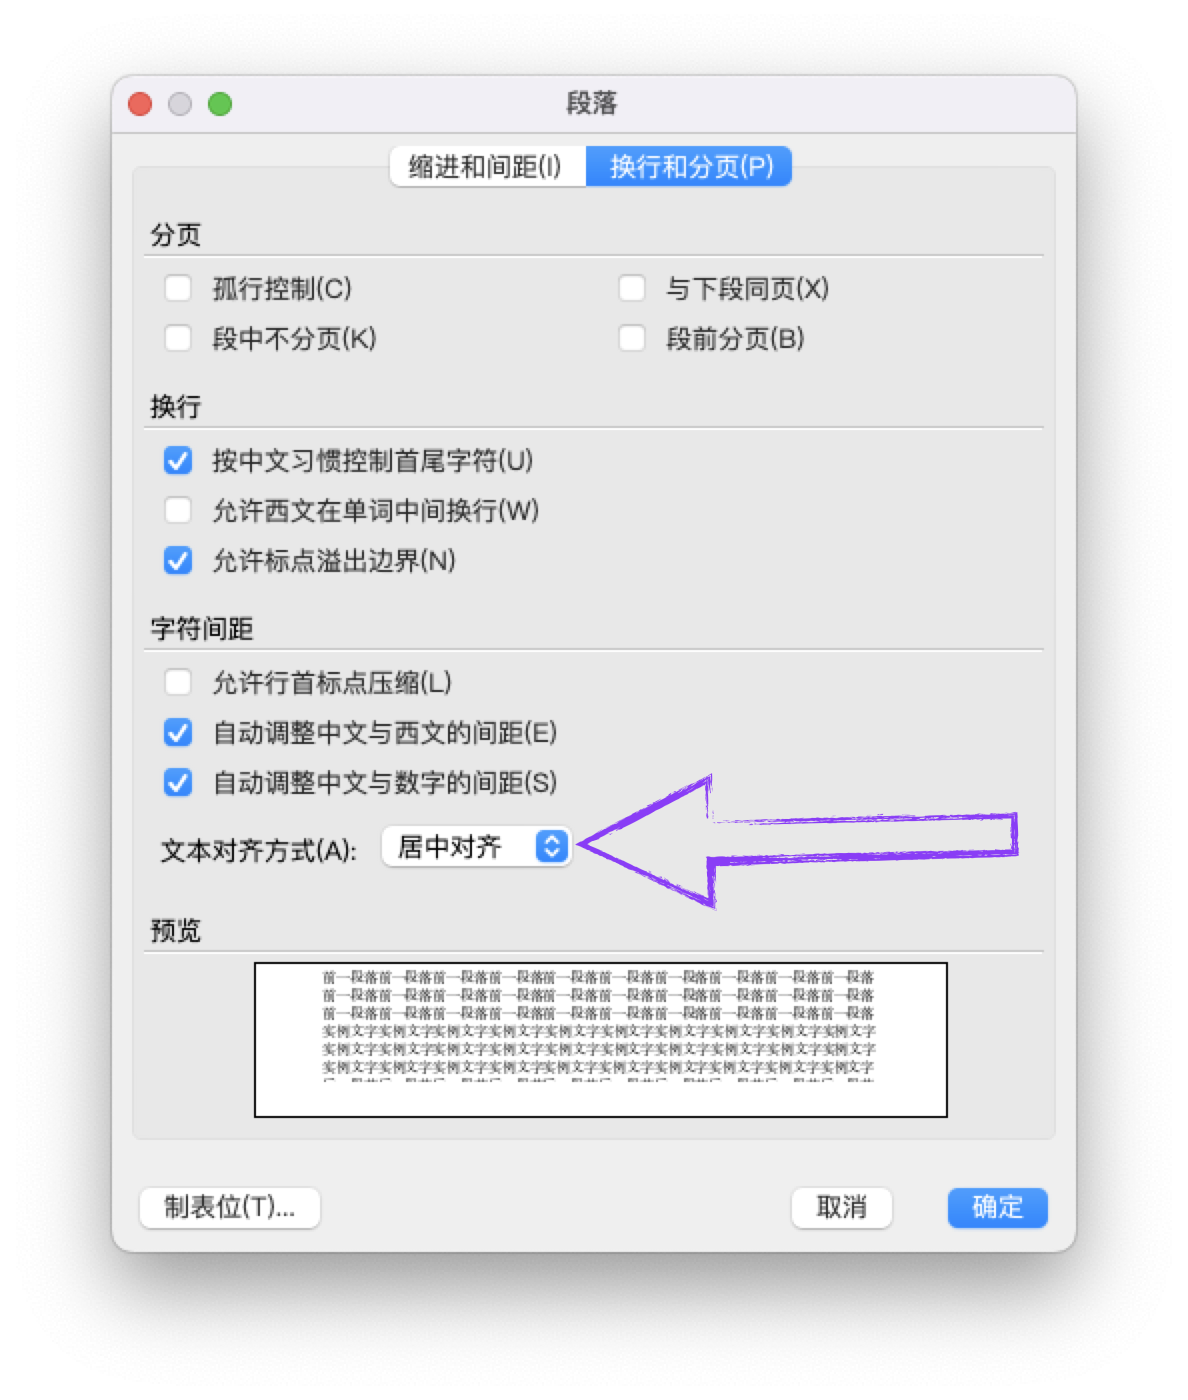 段落
缩进和间距(I) 换行和分页(P)
分页
孤行控制(C) 与下段同页(X)
段中不分页(K) 段前分页(B)
换行
按中文习惯控制首尾字符(U)
允许西文在单词中间换行(W)
允许标点溢出边界(N)
字符间距
允许行首标点压缩(L)
自动调整中文与西文的间距(E)
自动调整中文与数字的间距(S)
文本对齐方式(A): 居中对齐
预览
前一段落前一段落前一段落前一段落前一段落前一段落前一段落前一段落前一段落前一段落
前一段落前一段落前一段落前一段落前一段落前一段落前一段落前一段落前一段落前一段落
前一段落前一段落前一段落前一段落前一段落前一段落前一段落前一段落前一段落前一段落
实例文字实例文字实例文字实例文字实例文字实例文字实例文字实例文字实例文字实例文字
实例文字实例文字实例文字实例文字实例文字实例文字实例文字实例文字实例文字实例文字
实例文字实例文字实例文字实例文字实例文字实例文字实例文字实例文字实例文字实例文字
制表位(T)... 取消 确定